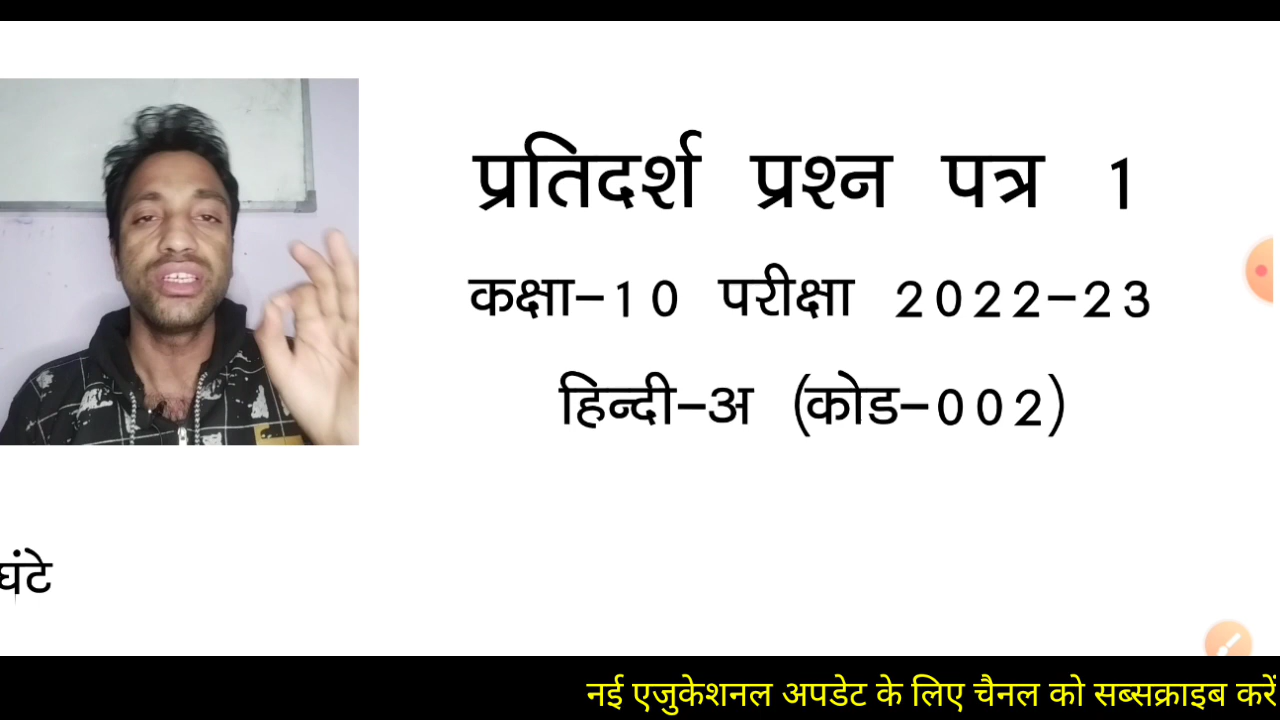 प्रतिदर्श प्रश्न पत्र 1
कक्षा-10 परीक्षा 2022-23
हिन्दी-अ (कोड-002)
घंटे
नई एजुकेशनल अपडेट के लिए चैनल को सब्सक्राइब करें